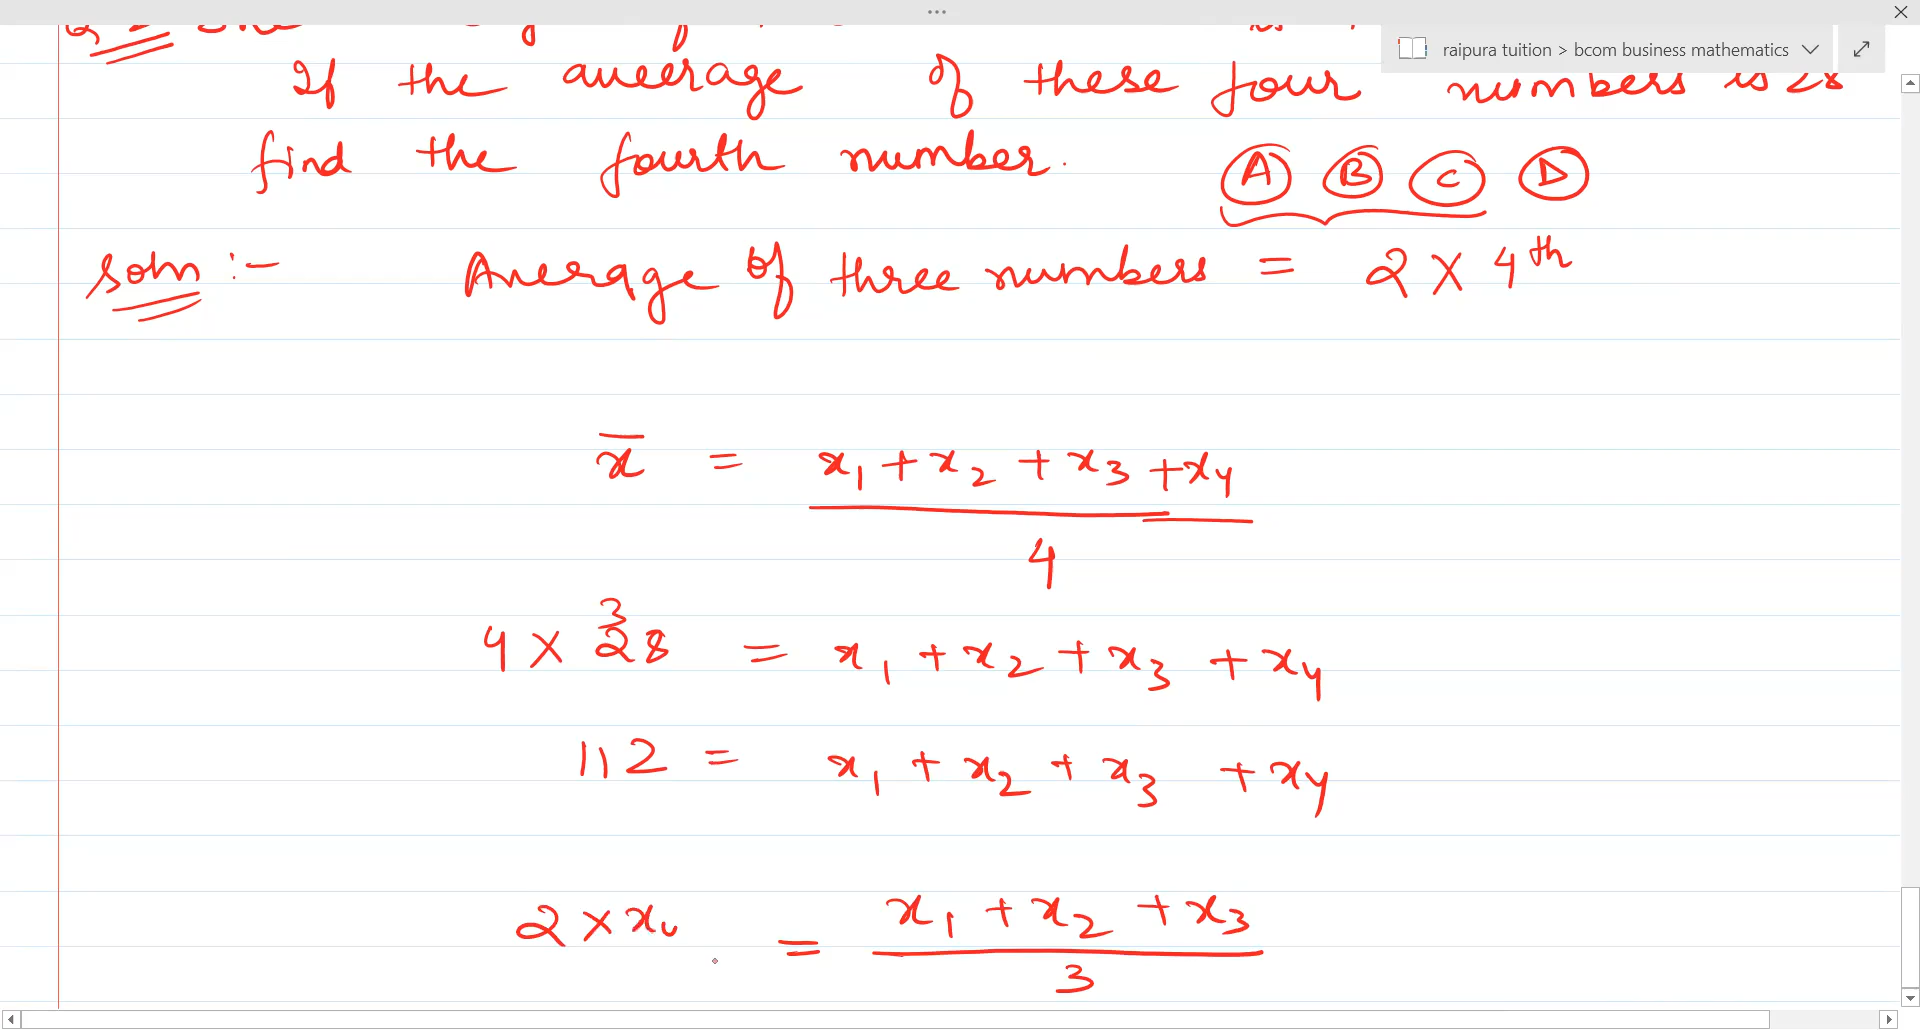 raipura tuition > bcom business mathematics
If the average of these four numbers is 28
find the fourth number. A B C D
Soln :- Average of three numbers = 2 × 4th
x̄ = x₁ + x₂ + x₃ + x₄
4
3
4 × 28 = x₁ + x₂ + x₃ + x₄
112 = x₁ + x₂ + x₃ + x₄
2 × x₄ = x₁ + x₂ + x₃
3